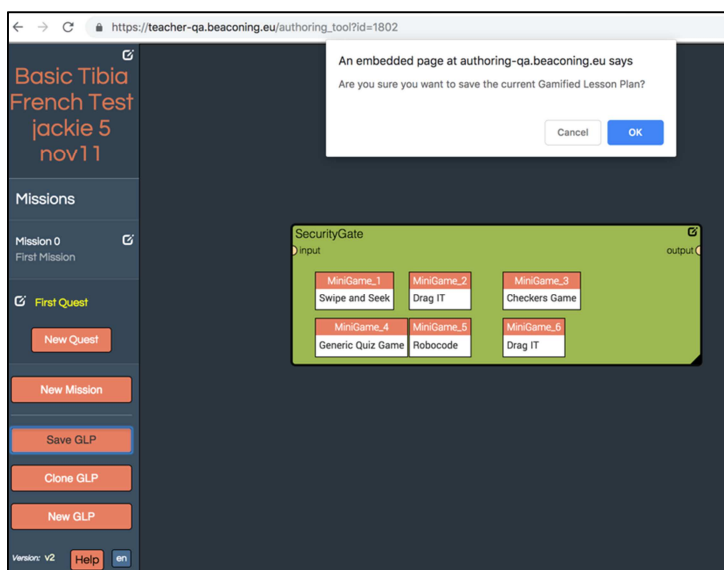 https://teacher-qa.beaconing.eu/authoring_tool?id=1802
An embedded page at authoring-qa.beaconing.eu says
Are you sure you want to save the current Gamified Lesson Plan?
Cancel
OK
Basic Tibia
French Test
jackie 5
nov11
Missions
Mission 0
First Mission
First Quest
New Quest
New Mission
Save GLP
Clone GLP
New GLP
Version: v2
Help
en
SecurityGate
input
output
MiniGame_1
Swipe and Seek
MiniGame_2
Drag IT
MiniGame_3
Checkers Game
MiniGame_4
Generic Quiz Game
MiniGame_5
Robocode
MiniGame_6
Drag IT